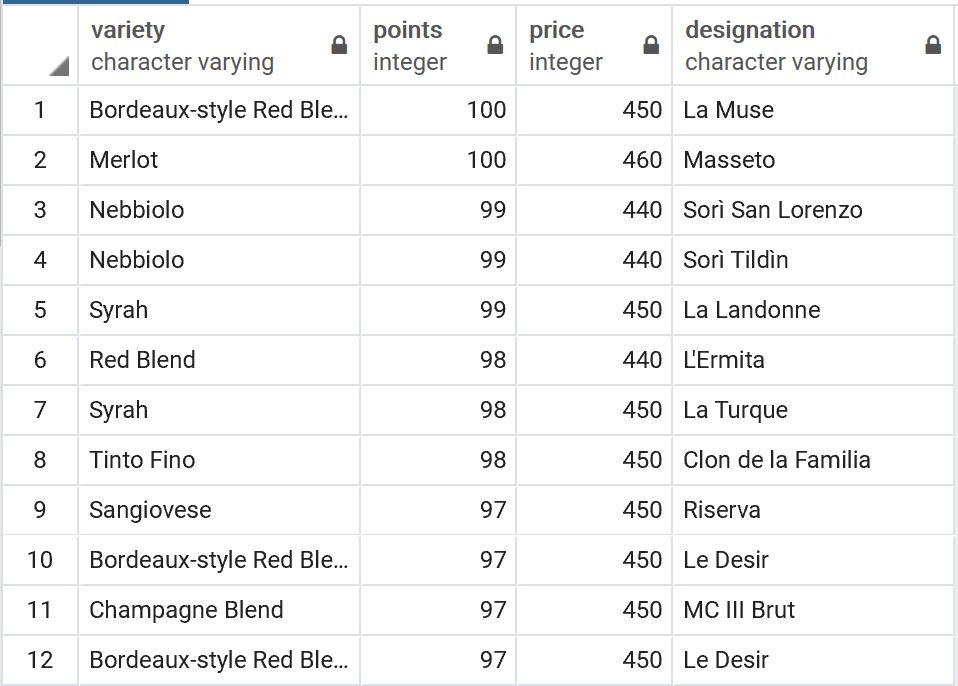 variety points price designation
character varying integer integer character varying
1 Bordeaux-style Red Ble... 100 450 La Muse
2 Merlot 100 460 Masseto
3 Nebbiolo 99 440 Sorì San Lorenzo
4 Nebbiolo 99 440 Sorì Tildìn
5 Syrah 99 450 La Landonne
6 Red Blend 98 440 L'Ermita
7 Syrah 98 450 La Turque
8 Tinto Fino 98 450 Clon de la Familia
9 Sangiovese 97 450 Riserva
10 Bordeaux-style Red Ble... 97 450 Le Desir
11 Champagne Blend 97 450 MC III Brut
12 Bordeaux-style Red Ble... 97 450 Le Desir